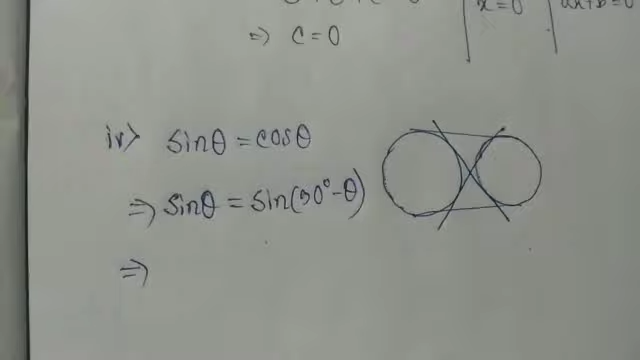 x=0
⇒ c=0
iv> sinθ = cosθ
⇒ sinθ = sin(90°-θ)
⇒